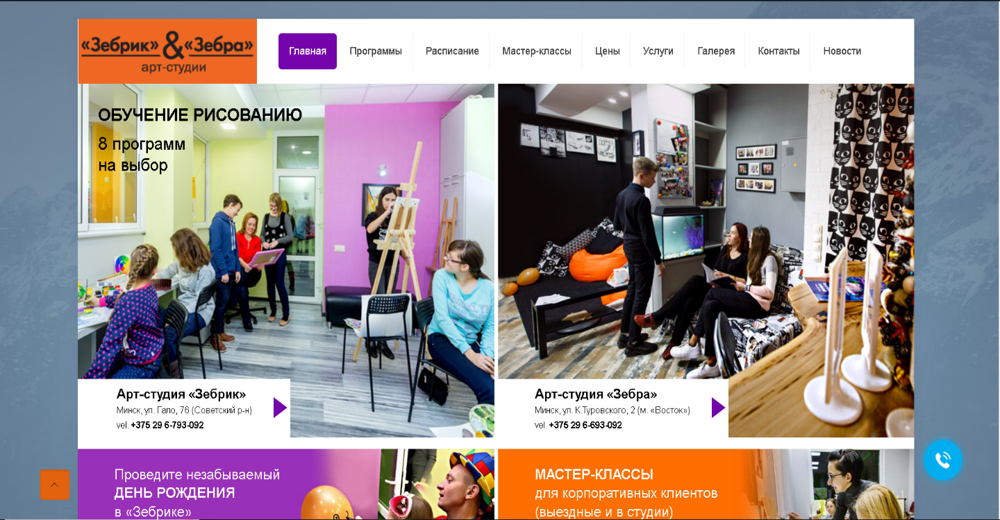 «Зебрик» & «Зебра»
арт-студии
Главная
Программы
Расписание
Мастер-классы
Цены
Услуги
Галерея
Контакты
Новости
ОБУЧЕНИЕ РИСОВАНИЮ
8 программ
на выбор
Арт-студия «Зебрик»
Минск, ул. Гало, 76 (Советский р-н)
vel. +375 29 6-793-092
Арт-студия «Зебра»
Минск, ул. К.Туровского, 2 (м. «Восток»)
vel. +375 29 6-693-092
Проведите незабываемый
ДЕНЬ РОЖДЕНИЯ
в «Зебрике»
МАСТЕР-КЛАССЫ
для корпоративных клиентов
(выездные и в студии)